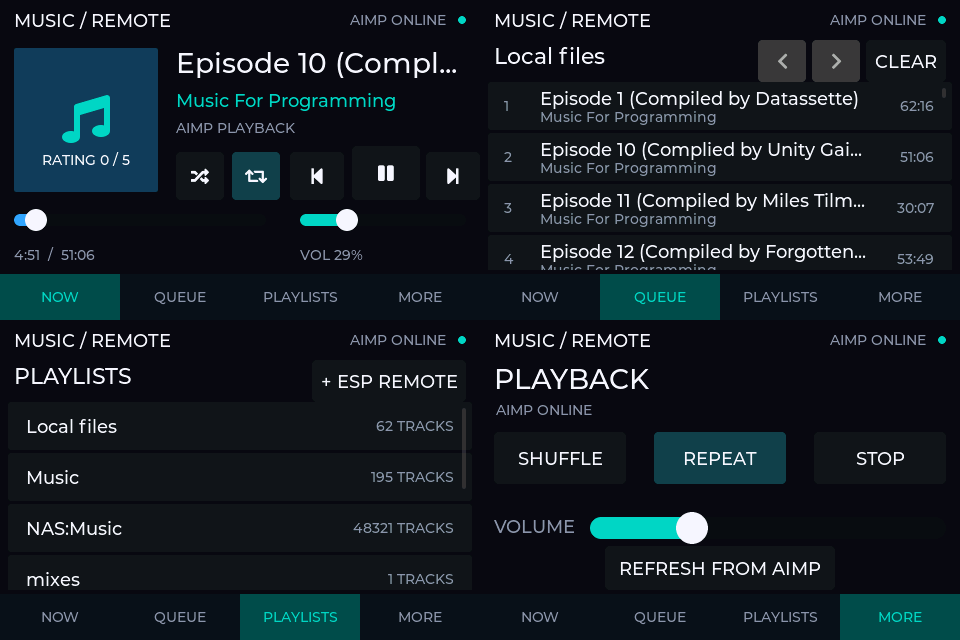 MUSIC / REMOTE
AIMP ONLINE
Episode 10 (Compl...
Music For Programming
AIMP PLAYBACK
RATING 0 / 5
4:51 / 51:06
VOL 29%
NOW
QUEUE
PLAYLISTS
MORE
MUSIC / REMOTE
AIMP ONLINE
Local files
CLEAR
1
Episode 1 (Compiled by Datassette)
Music For Programming
62:16
2
Episode 10 (Complied by Unity Gai...
Music For Programming
51:06
3
Episode 11 (Compiled by Miles Tilm...
Music For Programming
30:07
4
Episode 12 (Compiled by Forgotten...
Music For Programming
53:49
NOW
QUEUE
PLAYLISTS
MORE
MUSIC / REMOTE
AIMP ONLINE
PLAYLISTS
+ ESP REMOTE
Local files
62 TRACKS
Music
195 TRACKS
NAS:Music
48321 TRACKS
mixes
1 TRACKS
NOW
QUEUE
PLAYLISTS
MORE
MUSIC / REMOTE
AIMP ONLINE
PLAYBACK
AIMP ONLINE
SHUFFLE
REPEAT
STOP
VOLUME
REFRESH FROM AIMP
NOW
QUEUE
PLAYLISTS
MORE